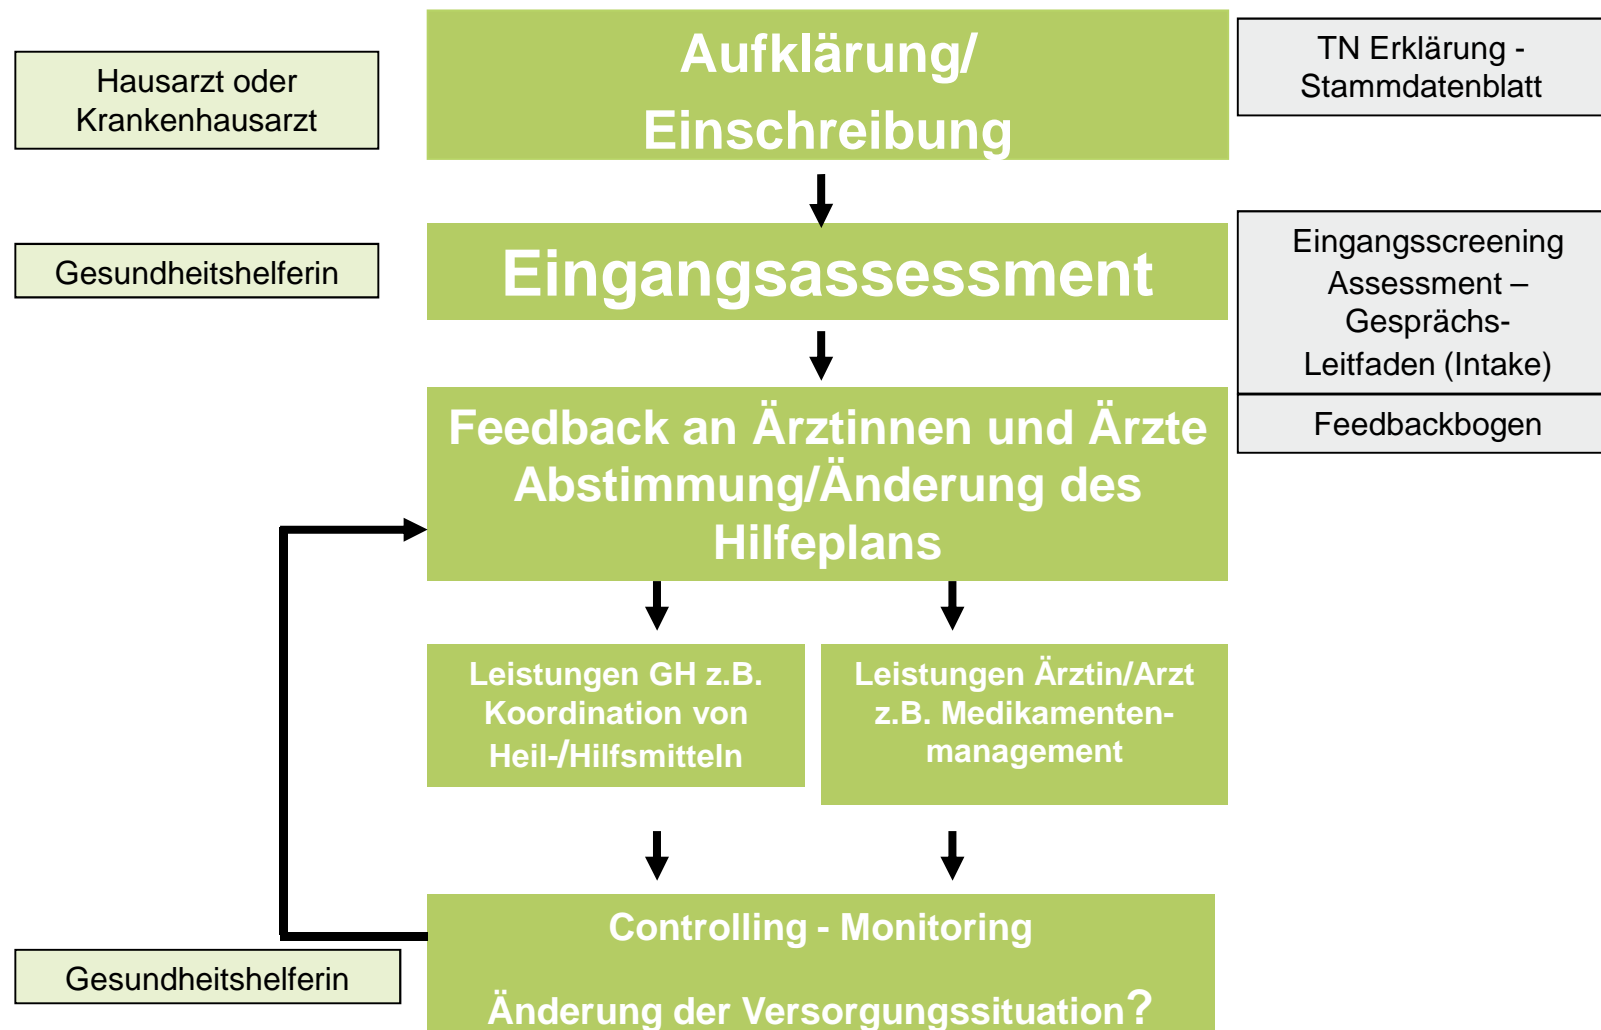 Hausarzt oder
Krankenhausarzt
Aufklärung/
Einschreibung
TN Erklärung -
Stammdatenblatt
Gesundheitshelferin
Eingangsassessment
Eingangsscreening
Assessment –
Gesprächs-
Leitfaden (Intake)
Feedbackbogen
Feedback an Ärztinnen und Ärzte
Abstimmung/Änderung des
Hilfeplans
Leistungen GH z.B.
Koordination von
Heil-/Hilfsmitteln
Leistungen Ärztin/Arzt
z.B. Medikamenten-
management
Controlling - Monitoring
Änderung der Versorgungssituation?
Gesundheitshelferin